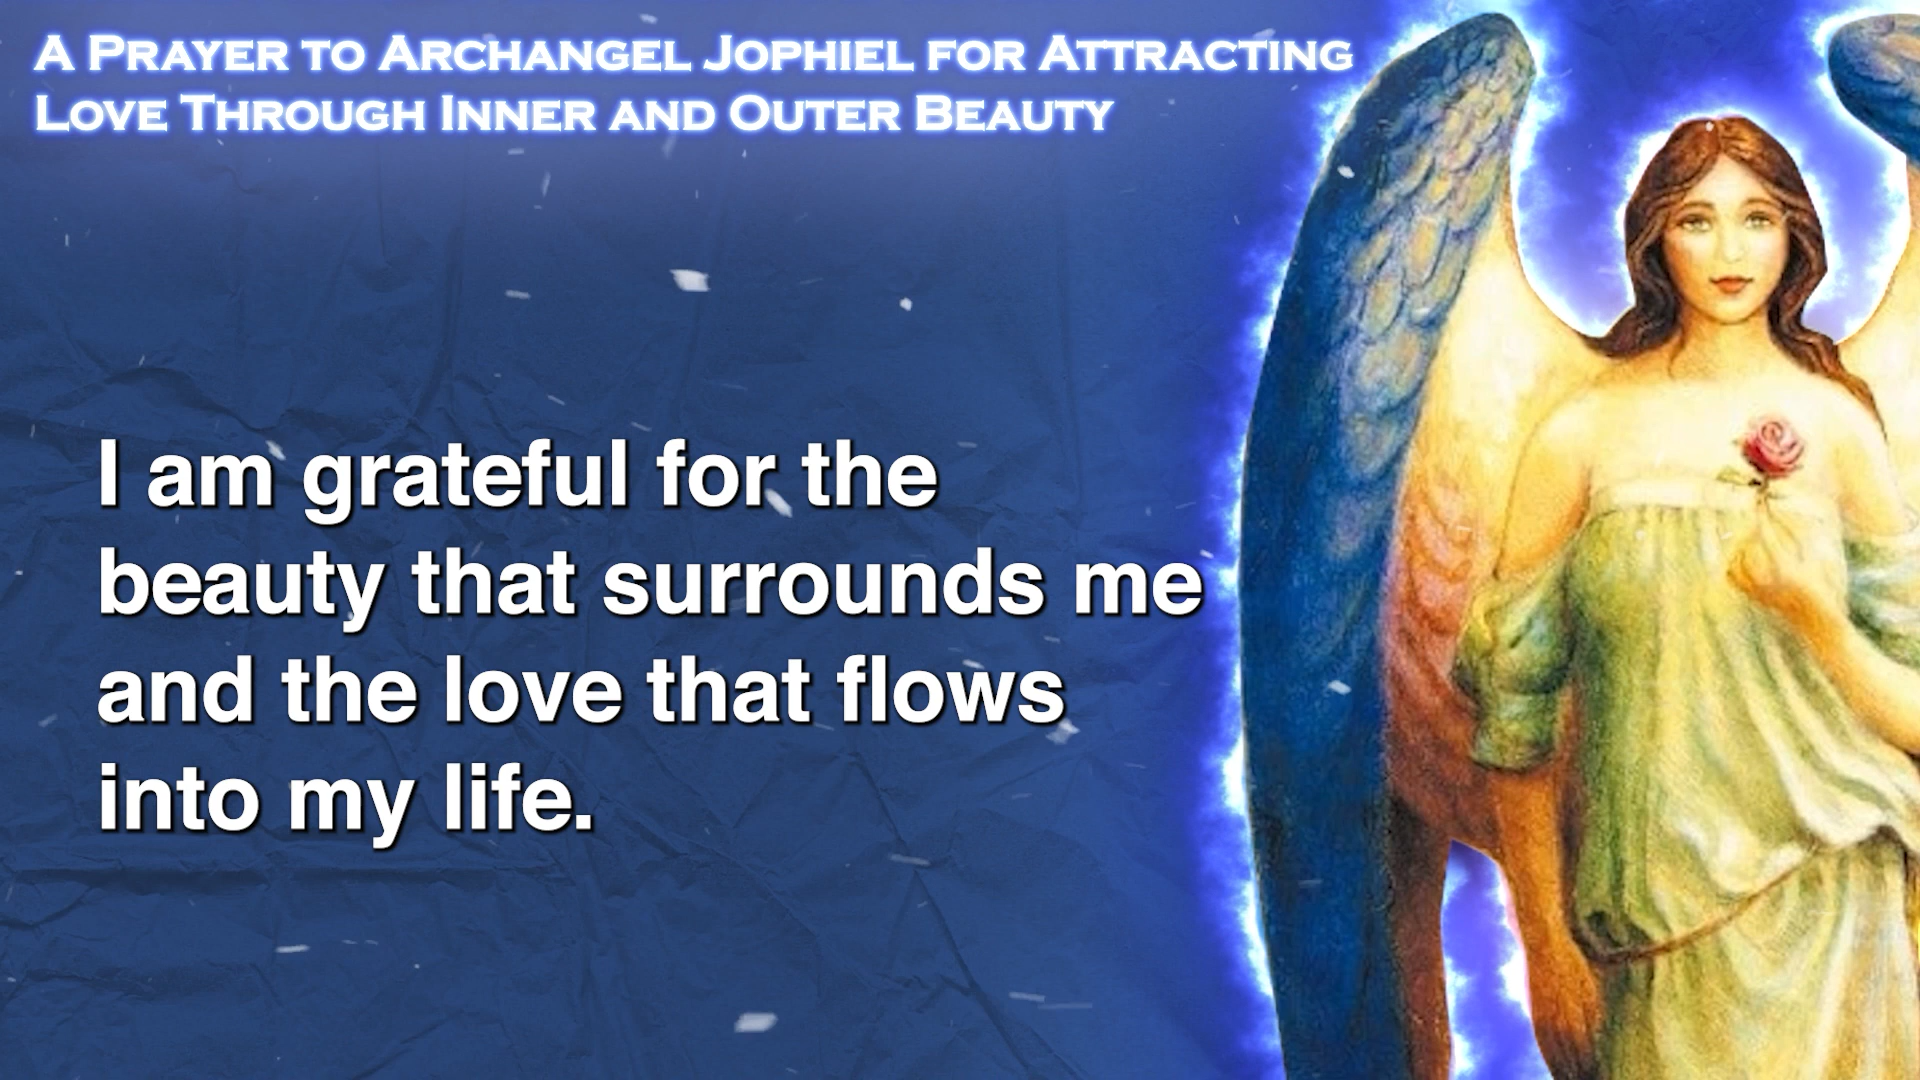 A Prayer to Archangel Jophiel for Attracting
Love Through Inner and Outer Beauty
I am grateful for the
beauty that surrounds me
and the love that flows
into my life.